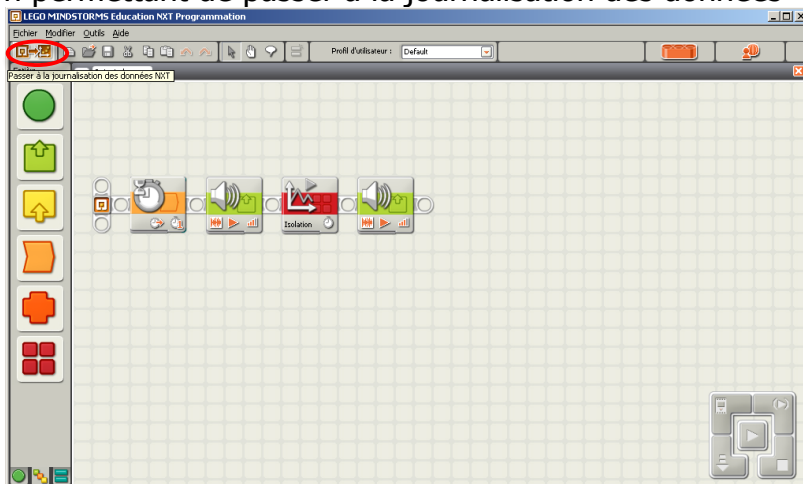 permettant de passer à la journalisation des données
LEGO MINDSTORMS Education NXT Programmation
Fichier Modifier Outils Aide
Profil d'utilisateur : Default
Passer à la journalisation des données NXT
Isolation